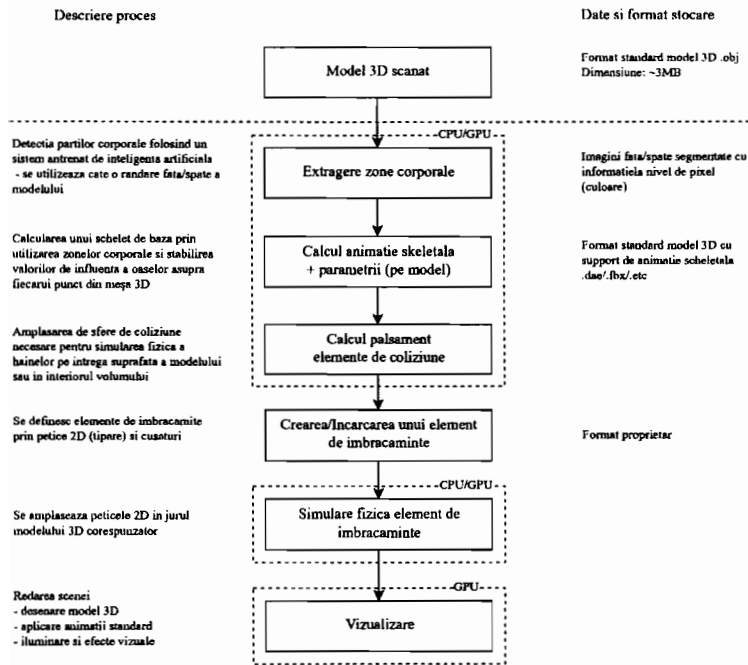 Descriere proces
Date si format stocare
Model 3D scanat
Format standard model 3D .obj
Dimensiune: ~3MB
CPU/GPU
Detectia partilor corporale folosind un
sistem antrenat de inteligenta artificiala
- se utilizeaza cate o randare fata/spate a
modelului
Extragere zone corporale
Imagini fata/spate segmentate cu
informatiela nivel de pixel
(culoare)
Calcularea unui schelet de baza prin
utilizarea zonelor corporale si stabilirea
valorilor de influenta a oaselor asupra
fiecarui punct din meşa 3D
Calcul animatie skeletala
+ parametrii (pe model)
Format standard model 3D cu
support de animatie scheletala
.dae/.fbx/.etc
Amplasarea de sfere de coliziune
necesare pentru simularea fizica a
hainelor pe intrega suprafata a modelului
sau in interiorul volumului
Calcul palsament
elemente de coliziune
Se definesc elemente de imbracamite
prin petice 2D (tipare) si cusaturi
Crearea/Incarcarea unui element
de imbracaminte
Format proprietar
CPU/GPU
Se amplaseaza peticele 2D in jurul
modelului 3D corespunzator
Simulare fizica element de
imbracaminte
GPU
Redarea scenei
- desenare model 3D
- aplicare animatii standard
- iluminare si efecte vizuale
Vizualizare